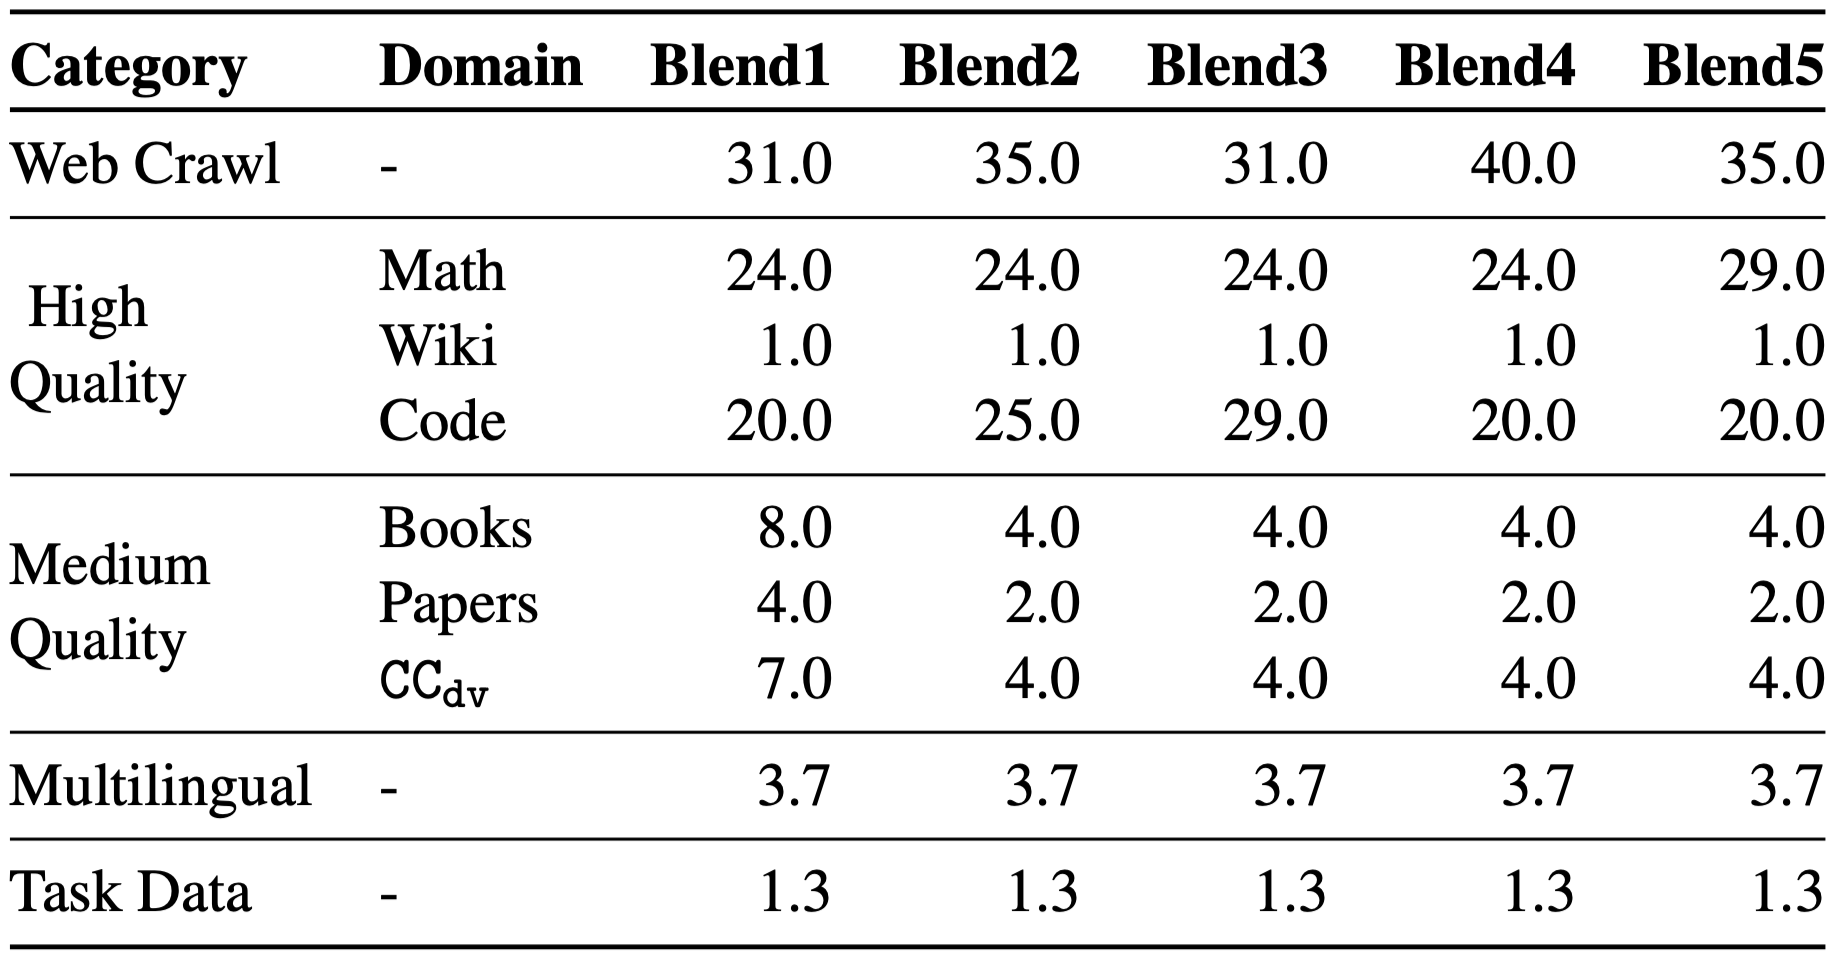 Category Domain Blend1 Blend2 Blend3 Blend4 Blend5
Web Crawl - 31.0 35.0 31.0 40.0 35.0
High Quality
Math 24.0 24.0 24.0 24.0 29.0
Wiki 1.0 1.0 1.0 1.0 1.0
Code 20.0 25.0 29.0 20.0 20.0
Medium Quality
Books 8.0 4.0 4.0 4.0 4.0
Papers 4.0 2.0 2.0 2.0 2.0
CCdv 7.0 4.0 4.0 4.0 4.0
Multilingual - 3.7 3.7 3.7 3.7 3.7
Task Data - 1.3 1.3 1.3 1.3 1.3